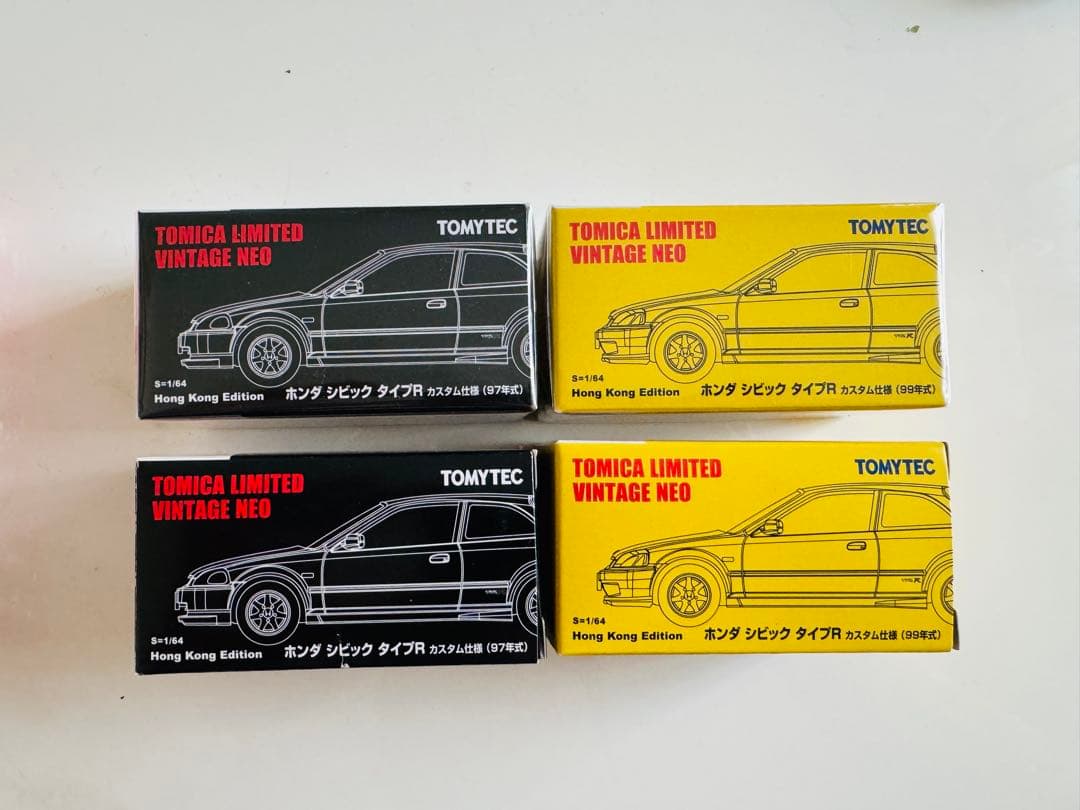 TOMICA LIMITED
VINTAGE NEO
TOMYTEC
S=1/64
Hong Kong Edition
ホンダ シビック タイプR カスタム仕様（97年式）
TOMICA LIMITED
VINTAGE NEO
TOMYTEC
TYPE R
S=1/64
Hong Kong Edition
ホンダ シビック タイプR カスタム仕様（99年式）
TOMICA LIMITED
VINTAGE NEO
TOMYTEC
S=1/64
Hong Kong Edition
ホンダ シビック タイプR カスタム仕様（97年式）
TOMICA LIMITED
VINTAGE NEO
TOMYTEC
TYPE R
S=1/64
Hong Kong Edition
ホンダ シビック タイプR カスタム仕様（99年式）